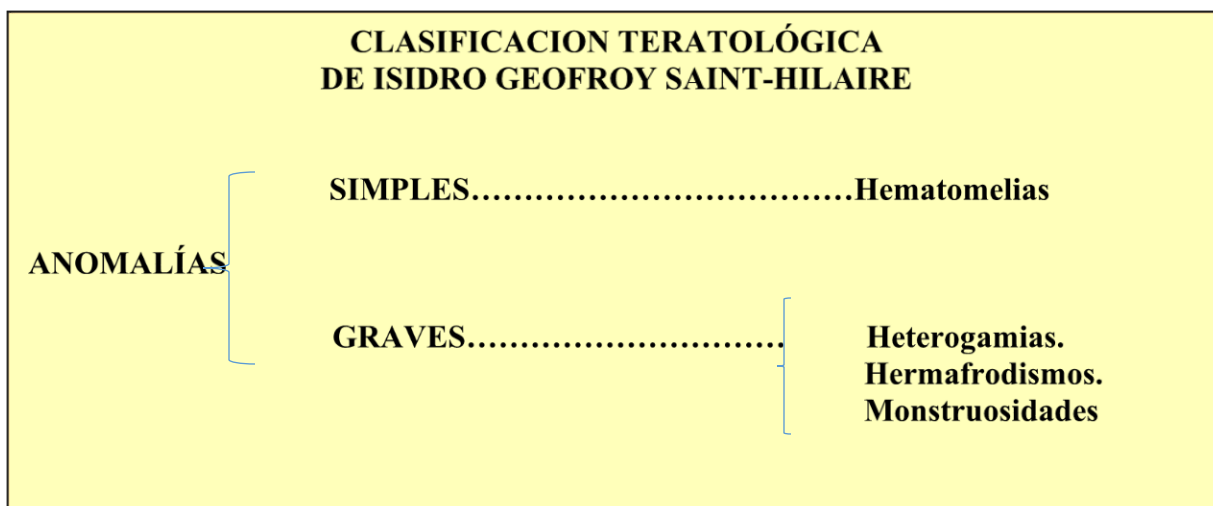 CLASIFICACION TERATOLÓGICA
DE ISIDRO GEOFROY SAINT-HILAIRE
SIMPLES....................................Hematomelias
ANOMALÍAS
GRAVES.............................. Heterogamias.
Hermafrodismos.
Monstruosidades